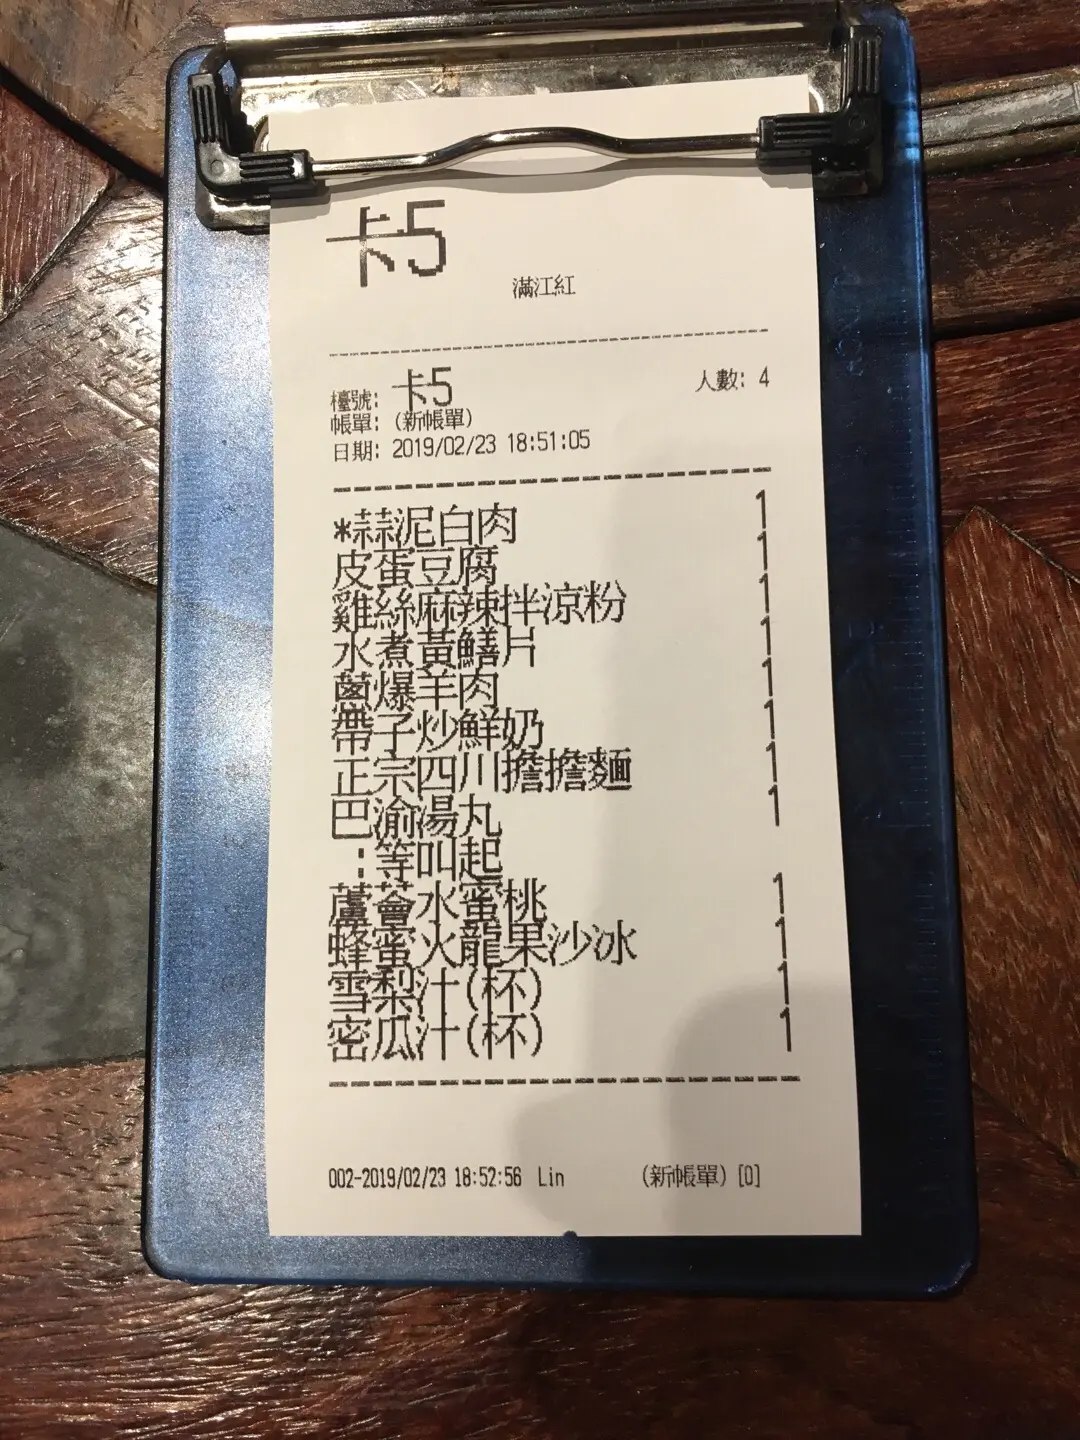 卡5
滿江紅
檯號: 卡5 人數: 4
帳單: (新帳單)
日期: 2019/02/23 18:51:05
*蒜泥白肉 1
皮蛋豆腐 1
雞絲麻辣拌涼粉 1
水煮黃鱔片 1
蔥爆羊肉 1
帶子炒鮮奶 1
正宗四川擔擔麵 1
巴渝湯丸 1
:等叫起
蘆薈水蜜桃 1
蜂蜜火龍果沙冰 1
雪梨汁(杯) 1
密瓜汁(杯) 1
002-2019/02/23 18:52:56 Lin (新帳單)[0]